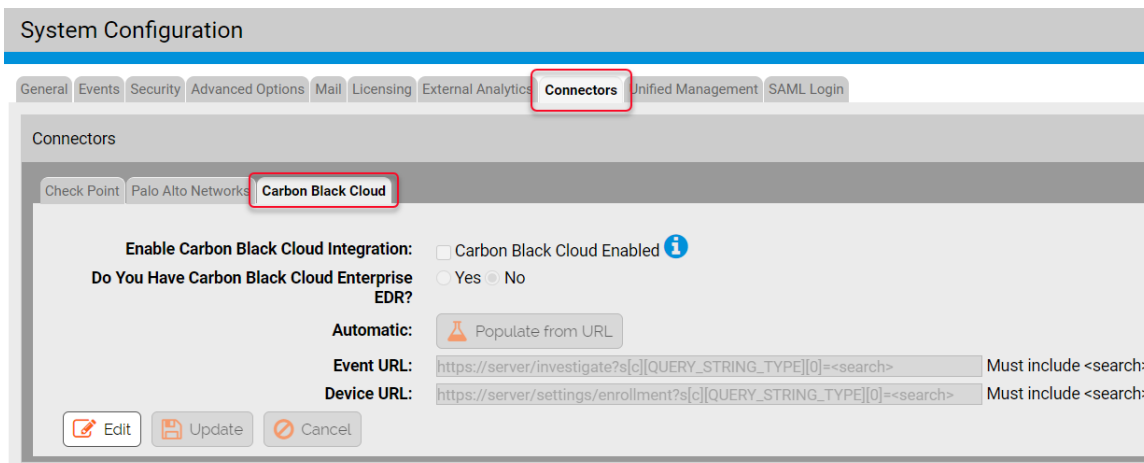 System Configuration
General Events Security Advanced Options Mail Licensing External Analytics Connectors Unified Management SAML Login
Connectors
Check Point Palo Alto Networks Carbon Black Cloud
Enable Carbon Black Cloud Integration: Carbon Black Cloud Enabled
Do You Have Carbon Black Cloud Enterprise Yes No
EDR?
Automatic: Populate from URL
Event URL: https://server/investigate?s[c][QUERY_STRING_TYPE][0]=<search> Must include <search>
Device URL: https://server/settings/enrollment?s[c][QUERY_STRING_TYPE][0]=<search> Must include <search>
Edit Update Cancel